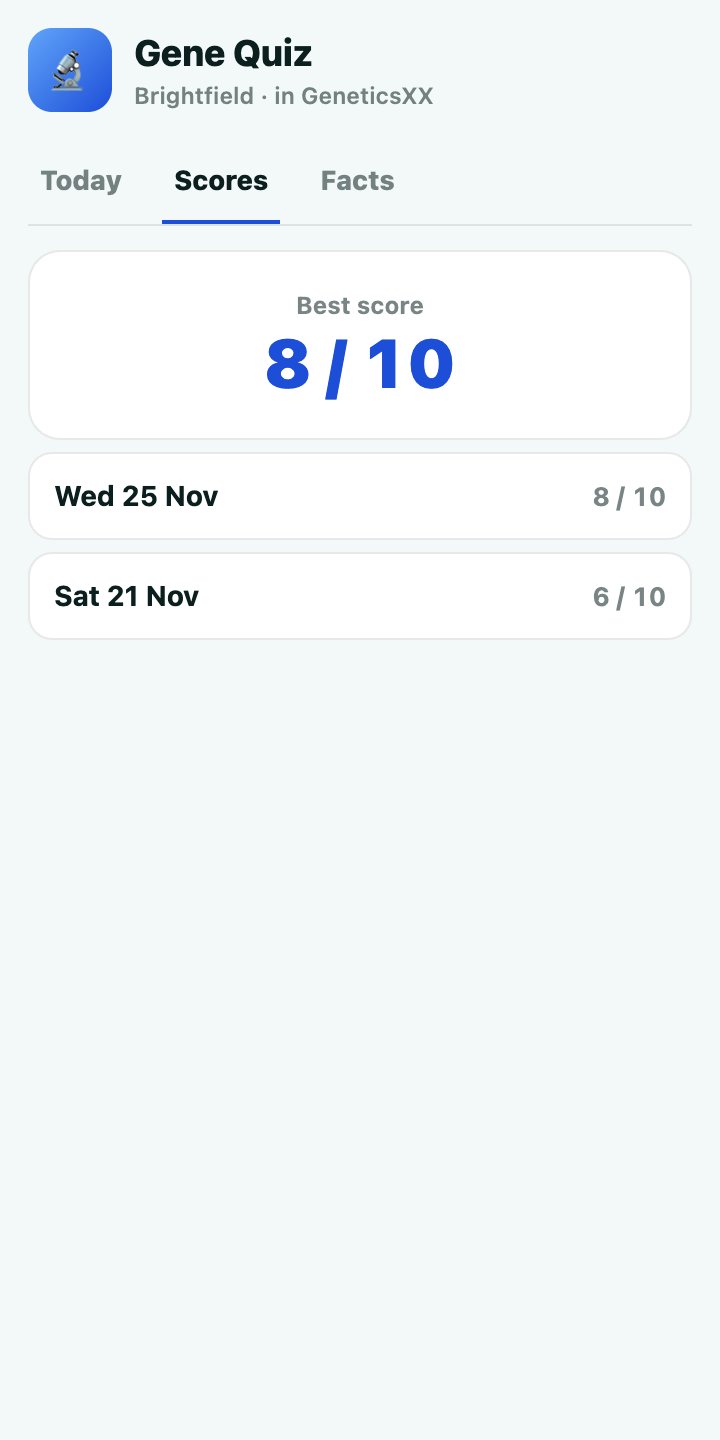 Gene Quiz
Brightfield · in GeneticsXX
Today Scores Facts
Best score
8 / 10
Wed 25 Nov 8 / 10
Sat 21 Nov 6 / 10